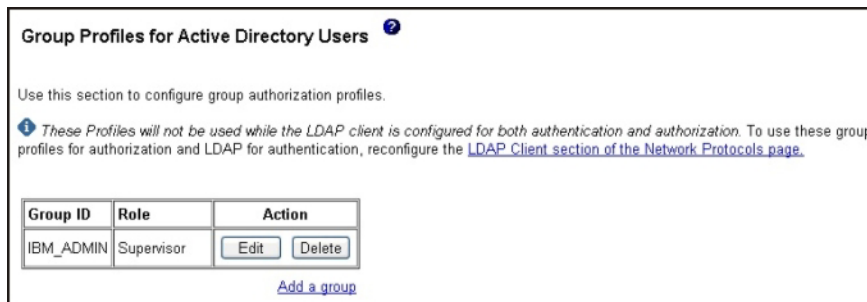 Group Profiles for Active Directory Users ?
Use this section to configure group authorization profiles.
i These Profiles will not be used while the LDAP client is configured for both authentication and authorization. To use these group
profiles for authorization and LDAP for authentication, reconfigure the LDAP Client section of the Network Protocols page.
Group ID Role Action
IBM_ADMIN Supervisor Edit Delete
Add a group